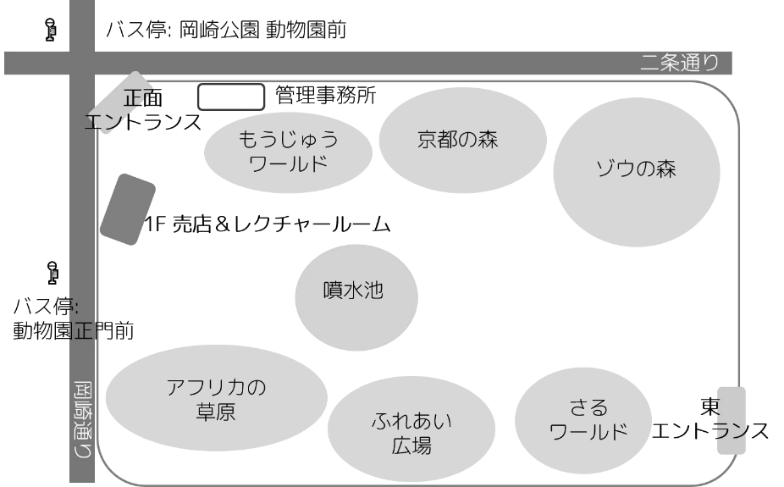 バス停: 岡崎公園 動物園前
二条通り
正面
エントランス
管理事務所
もうじゅう
ワールド
京都の森
ゾウの森
1F 売店&レクチャールーム
噴水池
バス停:
動物園正門前
岡崎通り
アフリカの
草原
ふれあい
広場
さる
ワールド
東
エントランス